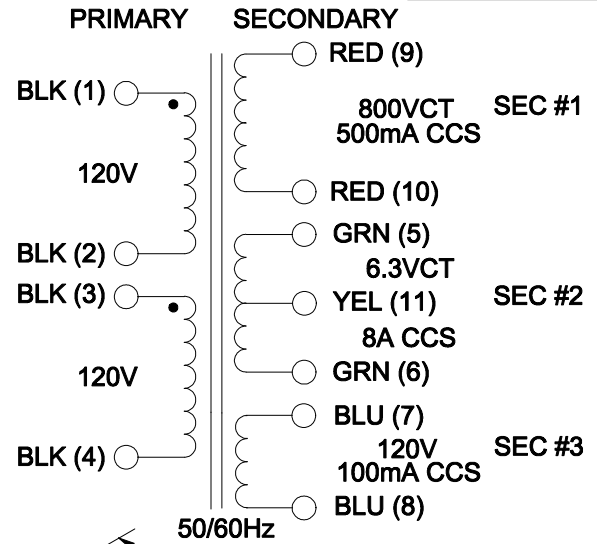 PRIMARY SECONDARY
BLK (1)
120V
BLK (2)
BLK (3)
120V
BLK (4)
RED (9)
800VCT
500mA CCS
SEC #1
RED (10)
GRN (5)
6.3VCT
YEL (11)
SEC #2
8A CCS
GRN (6)
BLU (7)
120V
100mA CCS
SEC #3
BLU (8)
50/60Hz